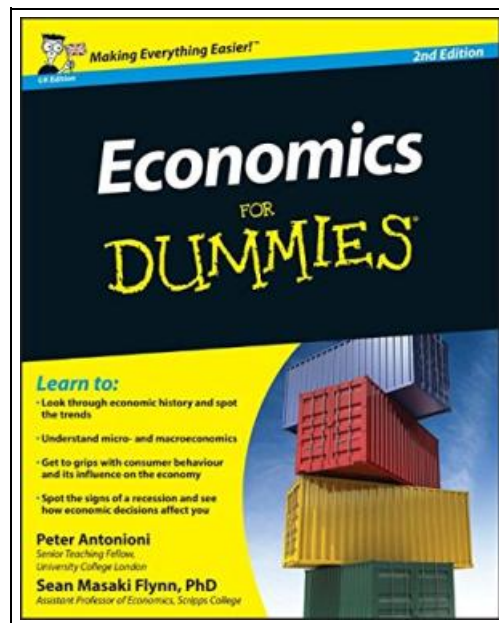 Making Everything Easier!™
UK Edition
2nd Edition
Economics
FOR
DUMMIES®
Learn to:
• Look through economic history and spot
the trends
• Understand micro- and macroeconomics
• Get to grips with consumer behaviour
and its influence on the economy
• Spot the signs of a recession and see
how economic decisions affect you
Peter Antonioni
Senior Teaching Fellow,
University College London
Sean Masaki Flynn, PhD
Assistant Professor of Economics, Scripps College